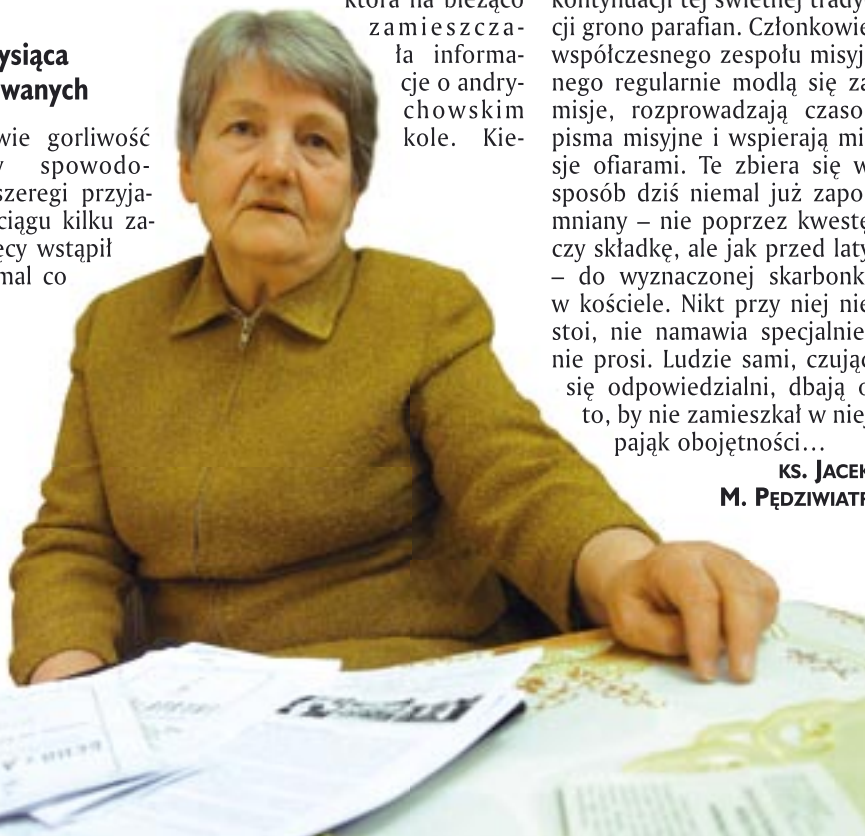 ysiąca
wanych
wie gorliwość
y spowodo-
szeregi przyja-
ciągu kilku za-
ęcy wstąpił
mal co
która na bieżąco
zamieszcza-
ła informa-
cje o andry-
chowskim
kole. Kie-
kontynuacji tej świetnej trady
cji grono parafian. Członkowie
współczesnego zespołu misyj
nego regularnie modlą się za
misje, rozprowadzają czaso
pisma misyjne i wspierają mi
sje ofiarami. Te zbiera się w
sposób dziś niemal już zapo
mniany – nie poprzez kwestę
czy składkę, ale jak przed laty
– do wyznaczonej skarbonk
w kościele. Nikt przy niej nie
stoi, nie namawia specjalnie
nie prosi. Ludzie sami, czując
się odpowiedzialni, dbają o
to, by nie zamieszkał w niej
pająk obojętności…
KS. JACEK
M. PĘDZIWIATR